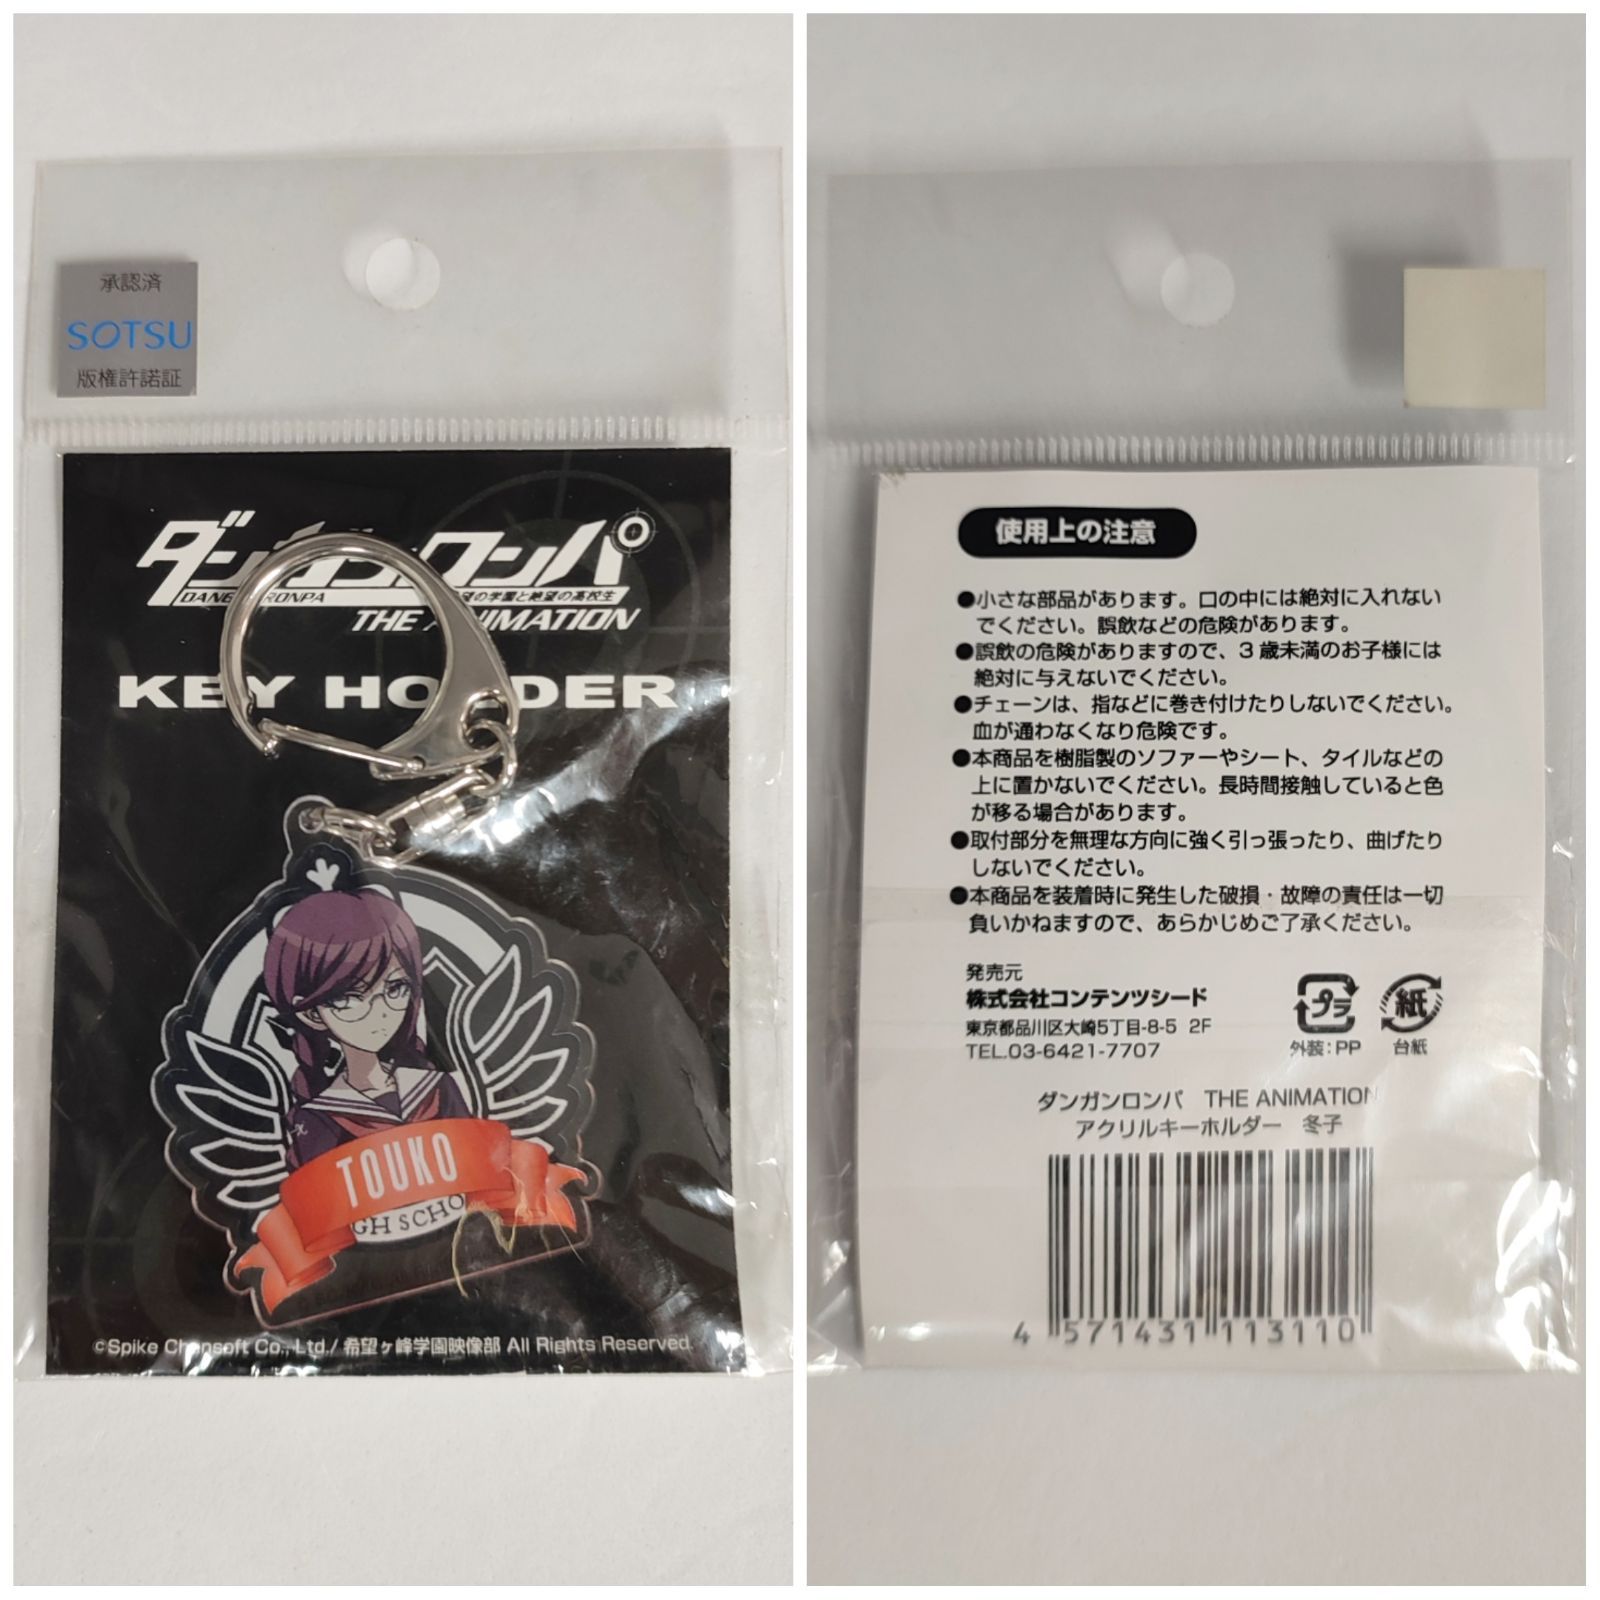 承認済
SOTSU
版権許諾証
DANG RONPA
望の学園と絶望の高校生
THE ANIMATION
KEY HOLDER
TOUKO
GH SCHO
©Spike Chunsoft Co., Ltd./ 希望ヶ峰学園映像部 All Rights Reserved.
使用上の注意
●小さな部品があります。口の中には絶対に入れない
でください。誤飲などの危険があります。
●誤飲の危険がありますので、3歳未満のお子様には
絶対に与えないでください。
●チェーンは、指などに巻き付けたりしないでください。
血が通わなくなり危険です。
●本商品を樹脂製のソファーやシート、タイルなどの
上に置かないでください。長時間接触していると色
が移る場合があります。
●取付部分を無理な方向に強く引っ張ったり、曲げたり
しないでください。
●本商品を装着時に発生した破損・故障の責任は一切
負いかねますので、あらかじめご了承ください。
発売元
株式会社コンテンツシード
東京都品川区大崎5丁目-8-5 2F
TEL.03-6421-7707
プラ
外装:PP
紙
台紙
ダンガンロンパ THE ANIMATION
アクリルキーホルダー 冬子
4 571431 113110